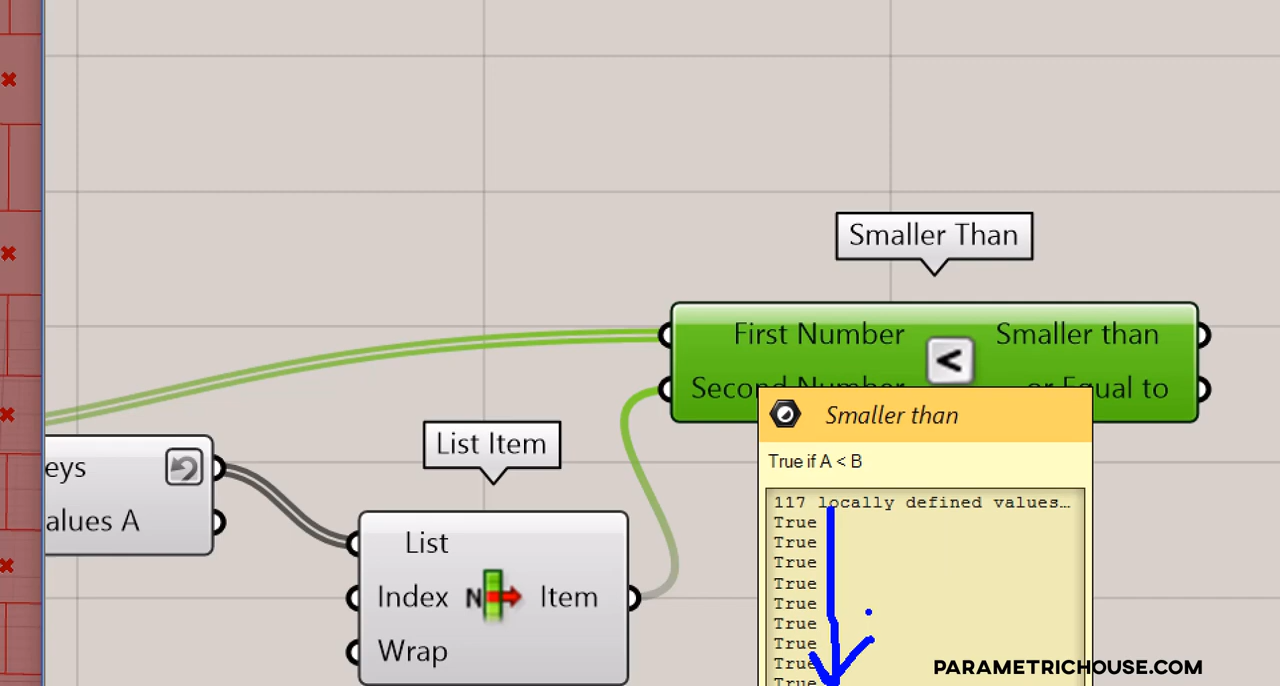 Smaller Than
First Number
<
Smaller than
Second Number
or Equal to
Smaller than
True if A < B
117 locally defined values…
True
True
True
True
True
True
True
True
True
List Item
eys
alues A
List
Index
N
Item
Wrap
PARAMETRICHOUSE.COM